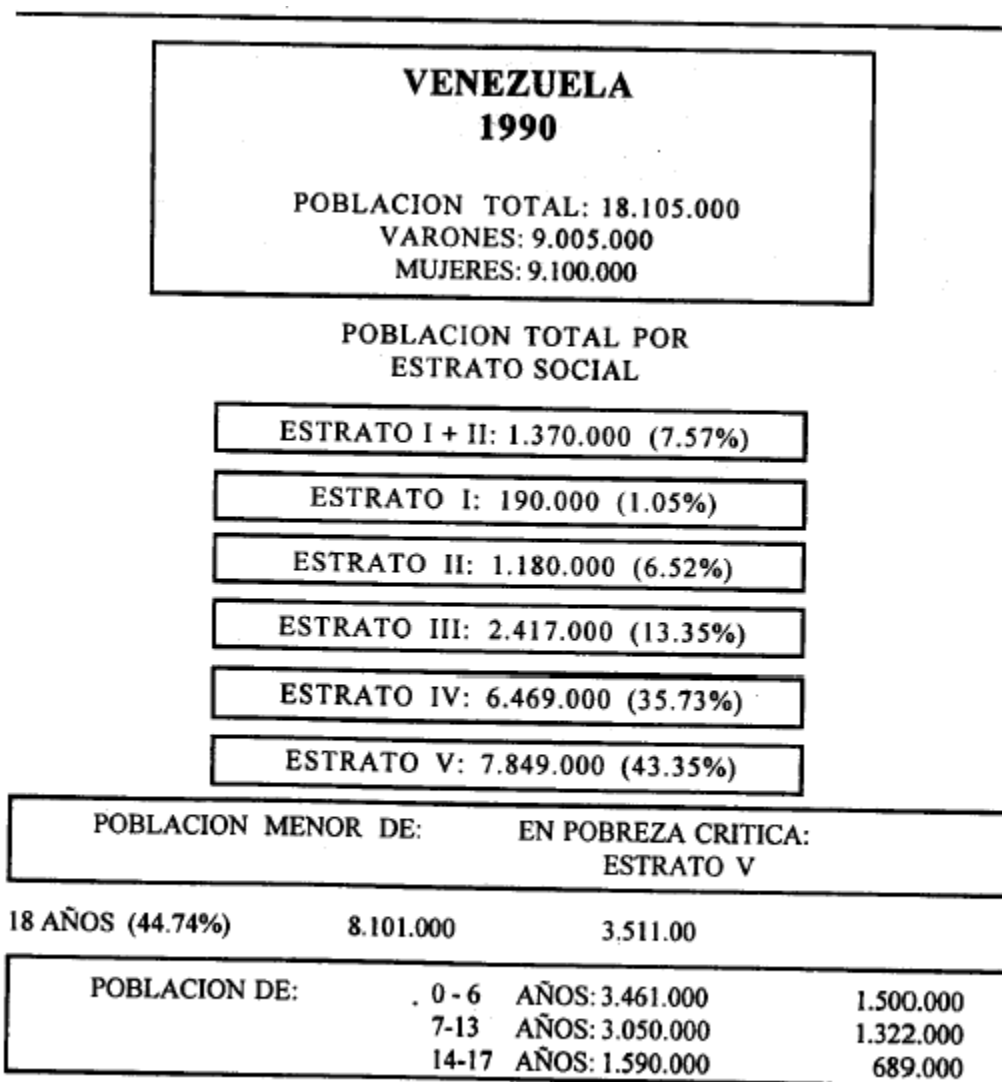 VENEZUELA
1990
POBLACION TOTAL: 18.105.000
VARONES: 9.005.000
MUJERES: 9.100.000
POBLACION TOTAL POR
ESTRATO SOCIAL
ESTRATO I + II: 1.370.000 (7.57%)
ESTRATO I: 190.000 (1.05%)
ESTRATO II: 1.180.000 (6.52%)
ESTRATO III: 2.417.000 (13.35%)
ESTRATO IV: 6.469.000 (35.73%)
ESTRATO V: 7.849.000 (43.35%)
POBLACION MENOR DE: EN POBREZA CRITICA:
ESTRATO V
18 AÑOS (44.74%) 8.101.000 3.511.00
POBLACION DE: 0 - 6 AÑOS: 3.461.000 1.500.000
7-13 AÑOS: 3.050.000 1.322.000
14-17 AÑOS: 1.590.000 689.000